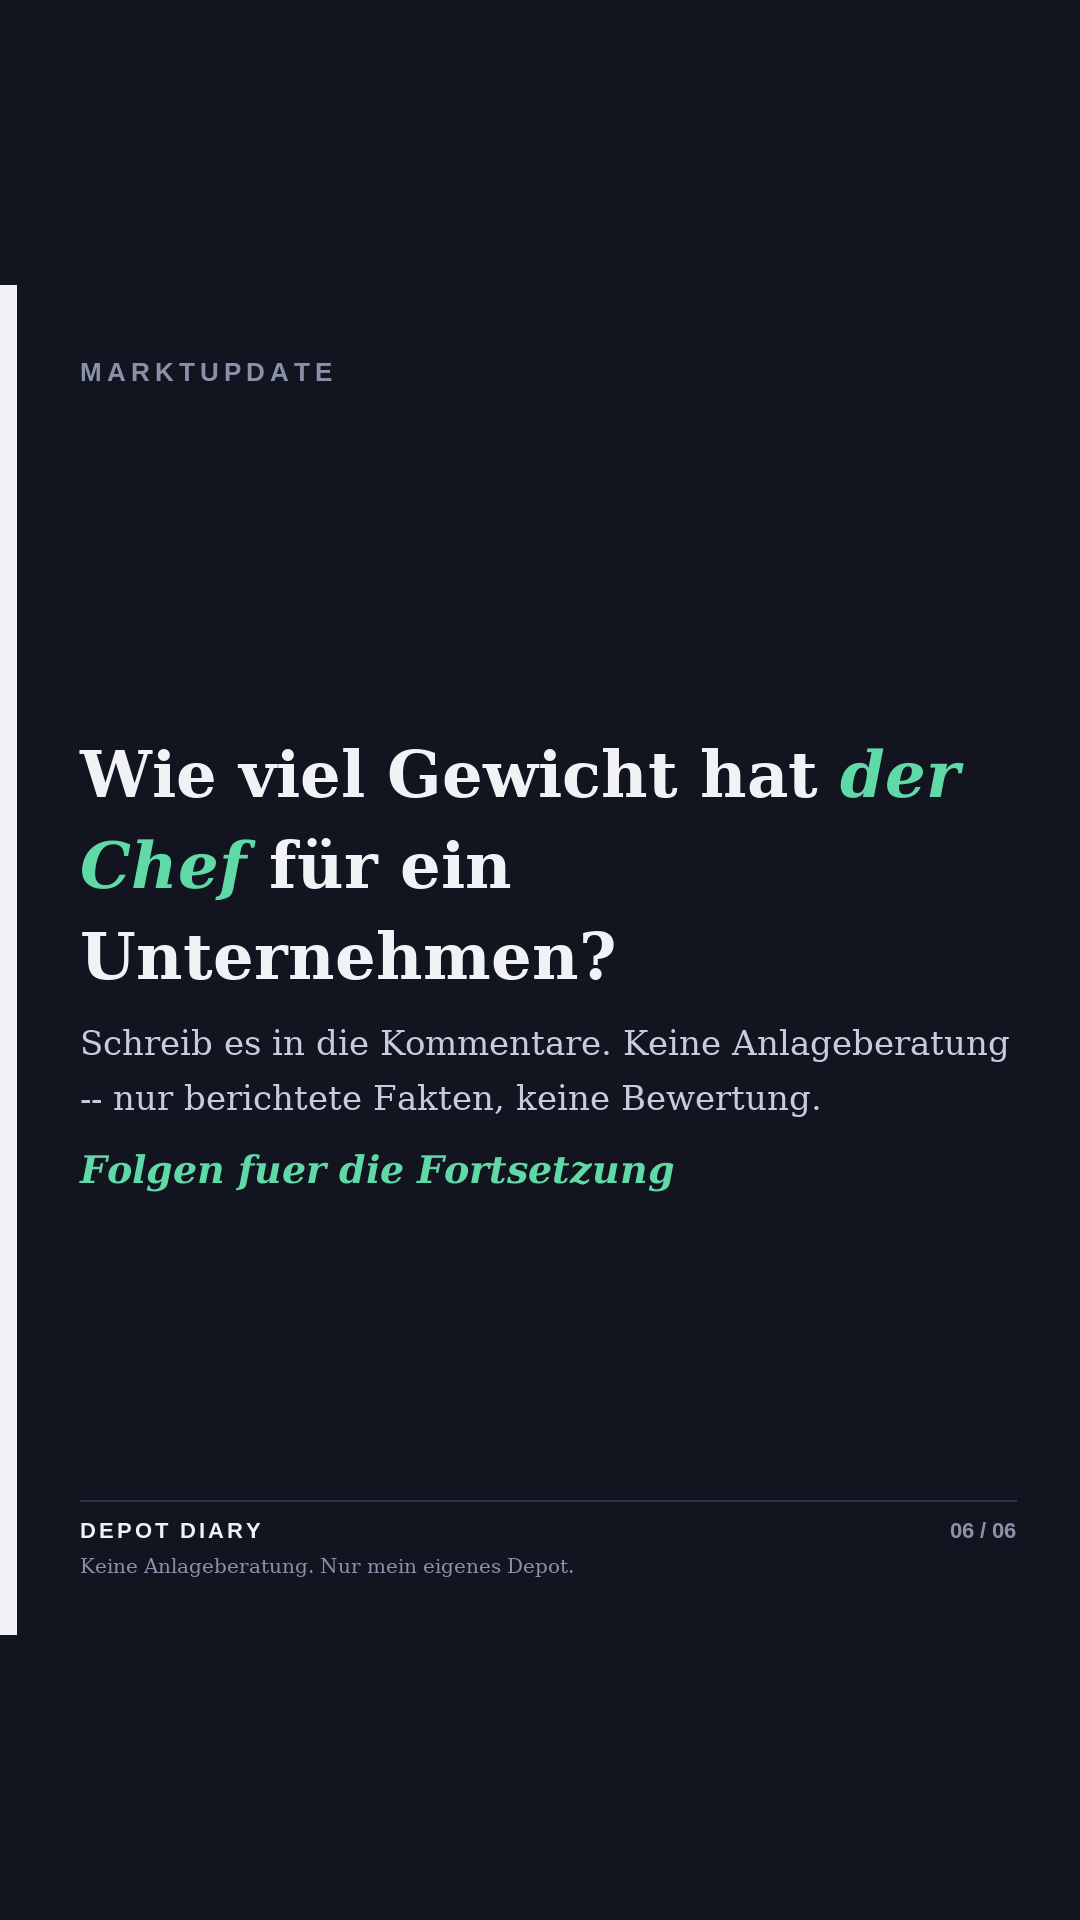 MARKTUPDATE
Wie viel Gewicht hat der
Chef für ein
Unternehmen?
Schreib es in die Kommentare. Keine Anlageberatung
-- nur berichtete Fakten, keine Bewertung.
Folgen fuer die Fortsetzung
DEPOT DIARY
06 / 06
Keine Anlageberatung. Nur mein eigenes Depot.